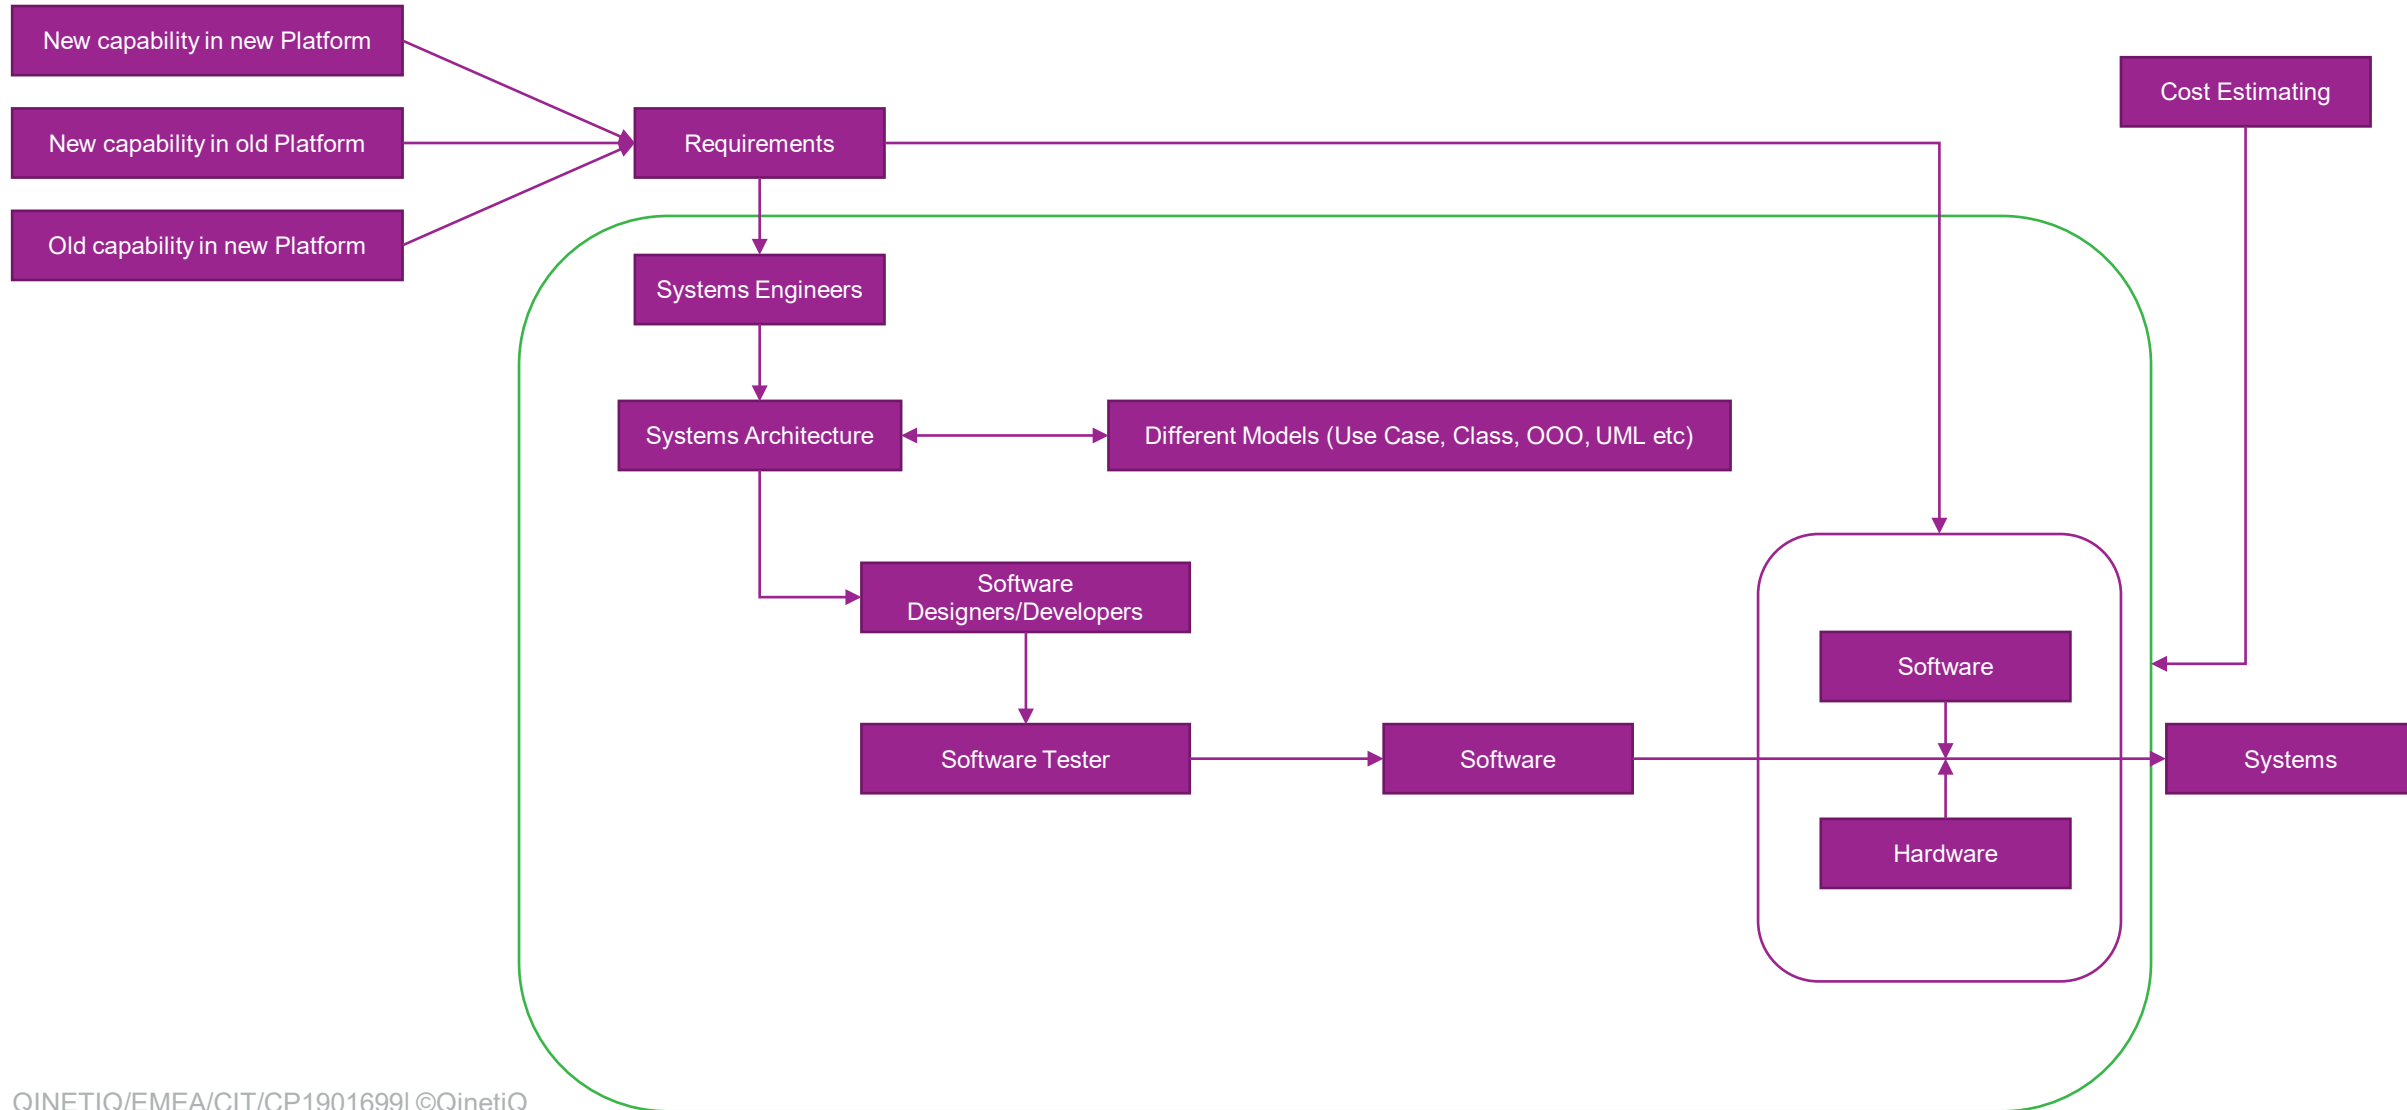 New capability in new Platform
New capability in old Platform
Old capability in new Platform
Requirements
Cost Estimating
Systems Engineers
Systems Architecture
Different Models (Use Case, Class, OOO, UML etc)
Software
Designers/Developers
Software Tester
Software
Software
Hardware
Systems
QINETIQ/EMEA/CIT/CP1901699| ©QinetiQ